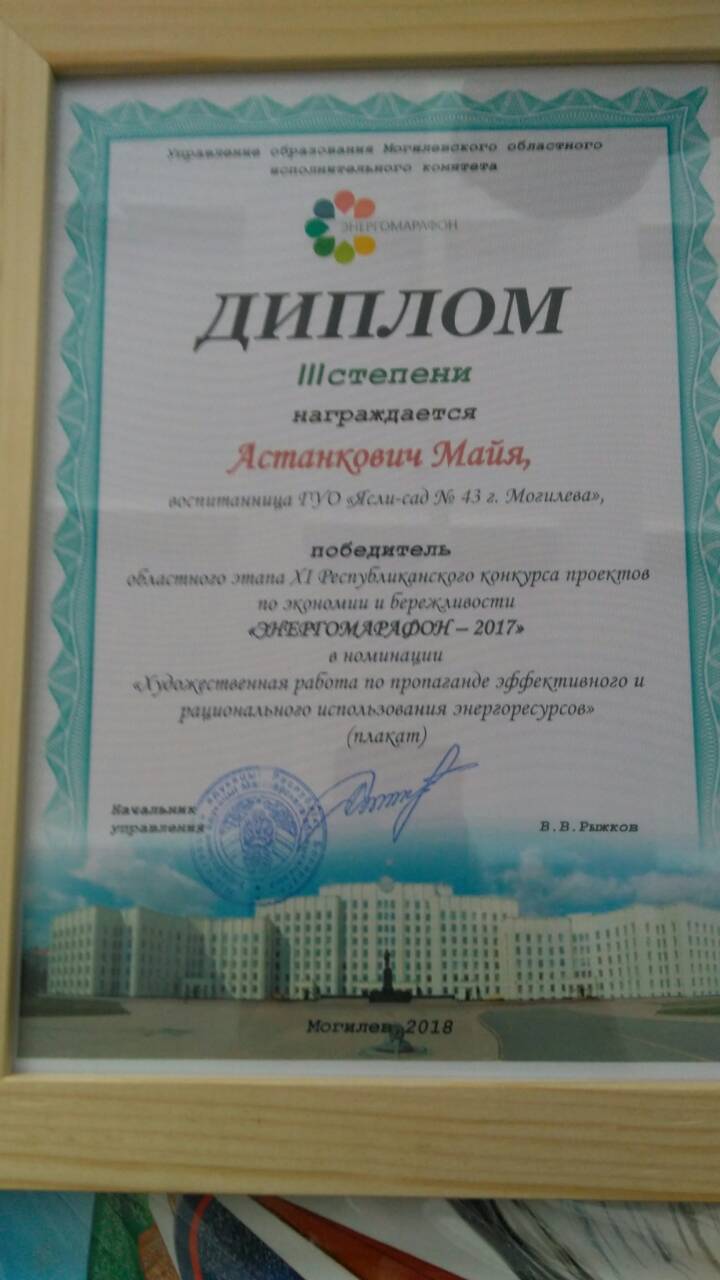 Управление образования Могилевского областного
исполнительного комитета
ЭНЕРГОМАРАФОН
ДИПЛОМ
III степени
награждается
Астанкович Майя,
воспитанница ГУО «Ясли-сад № 43 г. Могилева»,
победитель
областного этапа XI Республиканского конкурса проектов
по экономии и бережливости
«ЭНЕРГОМАРАФОН – 2017»
в номинации
«Художественная работа по пропаганде эффективного и
рационального использования энергоресурсов»
(плакат)
Начальник
управления
В.В.Рыжков
Могилев 2018